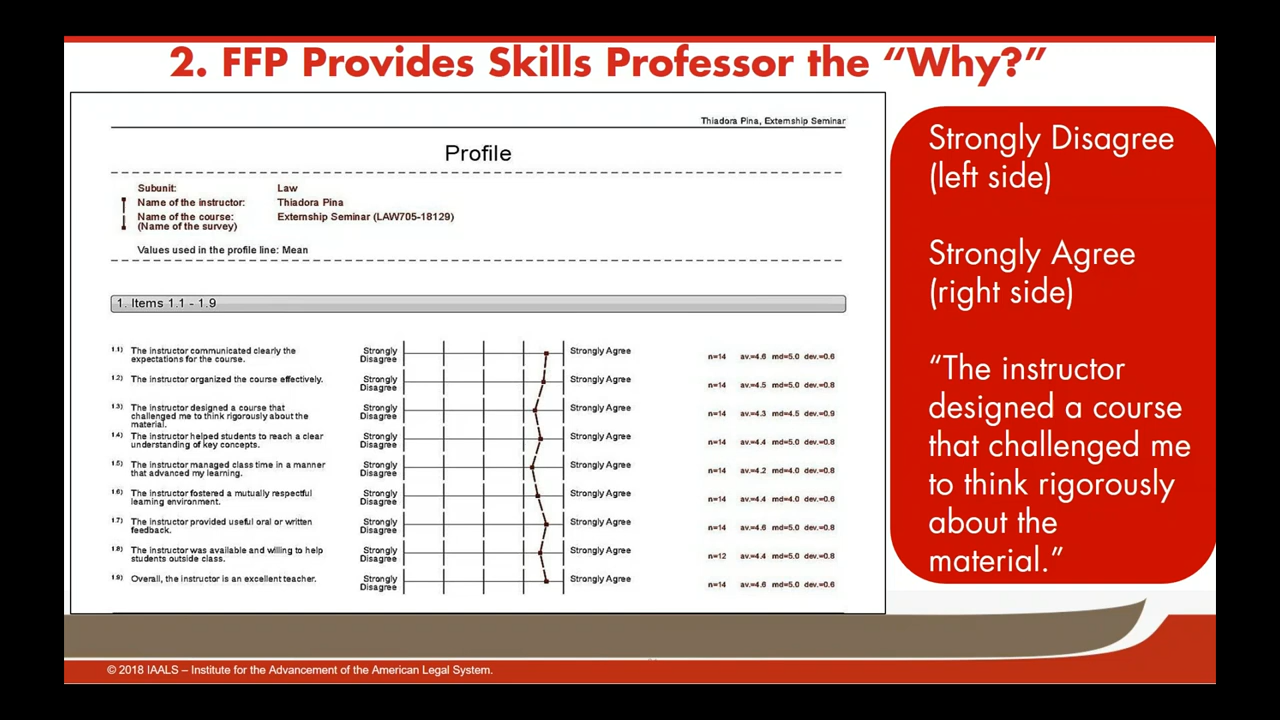 2. FFP Provides Skills Professor the “Why?”
Thiadora Pina, Externship Seminar
Profile
Subunit: Law
Name of the instructor: Thiadora Pina
Name of the course: Externship Seminar (LAW705-18129)
(Name of the survey)
Values used in the profile line: Mean
1. Items 1.1 - 1.9
1.1) The instructor communicated clearly the
expectations for the course.
Strongly
Disagree
Strongly Agree
n=14 av.=4.6 md=5.0 dev.=0.6
1.2) The instructor organized the course effectively.
Strongly
Disagree
Strongly Agree
n=14 av.=4.5 md=5.0 dev.=0.8
1.3) The instructor designed a course that
challenged me to think rigorously about the
material.
Strongly
Disagree
Strongly Agree
n=14 av.=4.3 md=4.5 dev.=0.9
1.4) The instructor helped students to reach a clear
understanding of key concepts.
Strongly
Disagree
Strongly Agree
n=14 av.=4.4 md=5.0 dev.=0.8
1.5) The instructor managed class time in a manner
that advanced my learning.
Strongly
Disagree
Strongly Agree
n=14 av.=4.2 md=4.0 dev.=0.8
1.6) The instructor fostered a mutually respectful
learning environment.
Strongly
Disagree
Strongly Agree
n=14 av.=4.4 md=4.0 dev.=0.6
1.7) The instructor provided useful oral or written
feedback.
Strongly
Disagree
Strongly Agree
n=14 av.=4.6 md=5.0 dev.=0.8
1.8) The instructor was available and willing to help
students outside class.
Strongly
Disagree
Strongly Agree
n=12 av.=4.4 md=5.0 dev.=0.8
1.9) Overall, the instructor is an excellent teacher.
Strongly
Disagree
Strongly Agree
n=14 av.=4.6 md=5.0 dev.=0.6
Strongly Disagree
(left side)
Strongly Agree
(right side)
“The instructor
designed a course
that challenged me
to think rigorously
about the
material.”
© 2018 IAALS – Institute for the Advancement of the American Legal System.